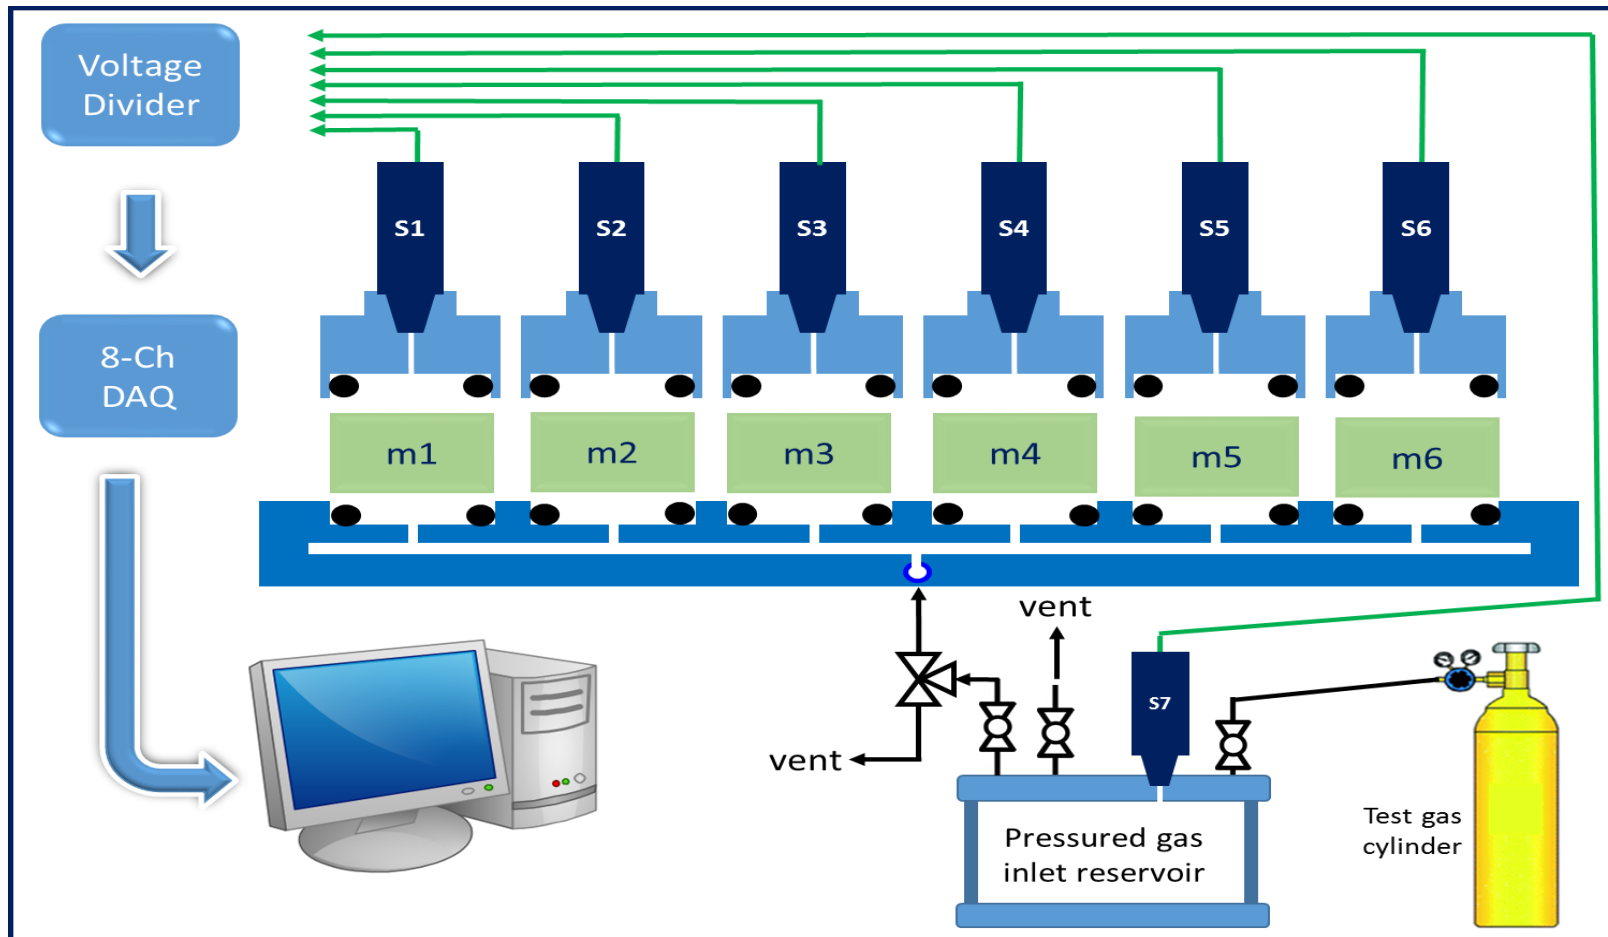 Voltage
Divider
S1
S2
S3
S4
S5
S6
8-Ch
DAQ
m1
m2
m3
m4
m5
m6
vent
S7
vent
Pressured gas
inlet reservoir
Test gas
cylinder